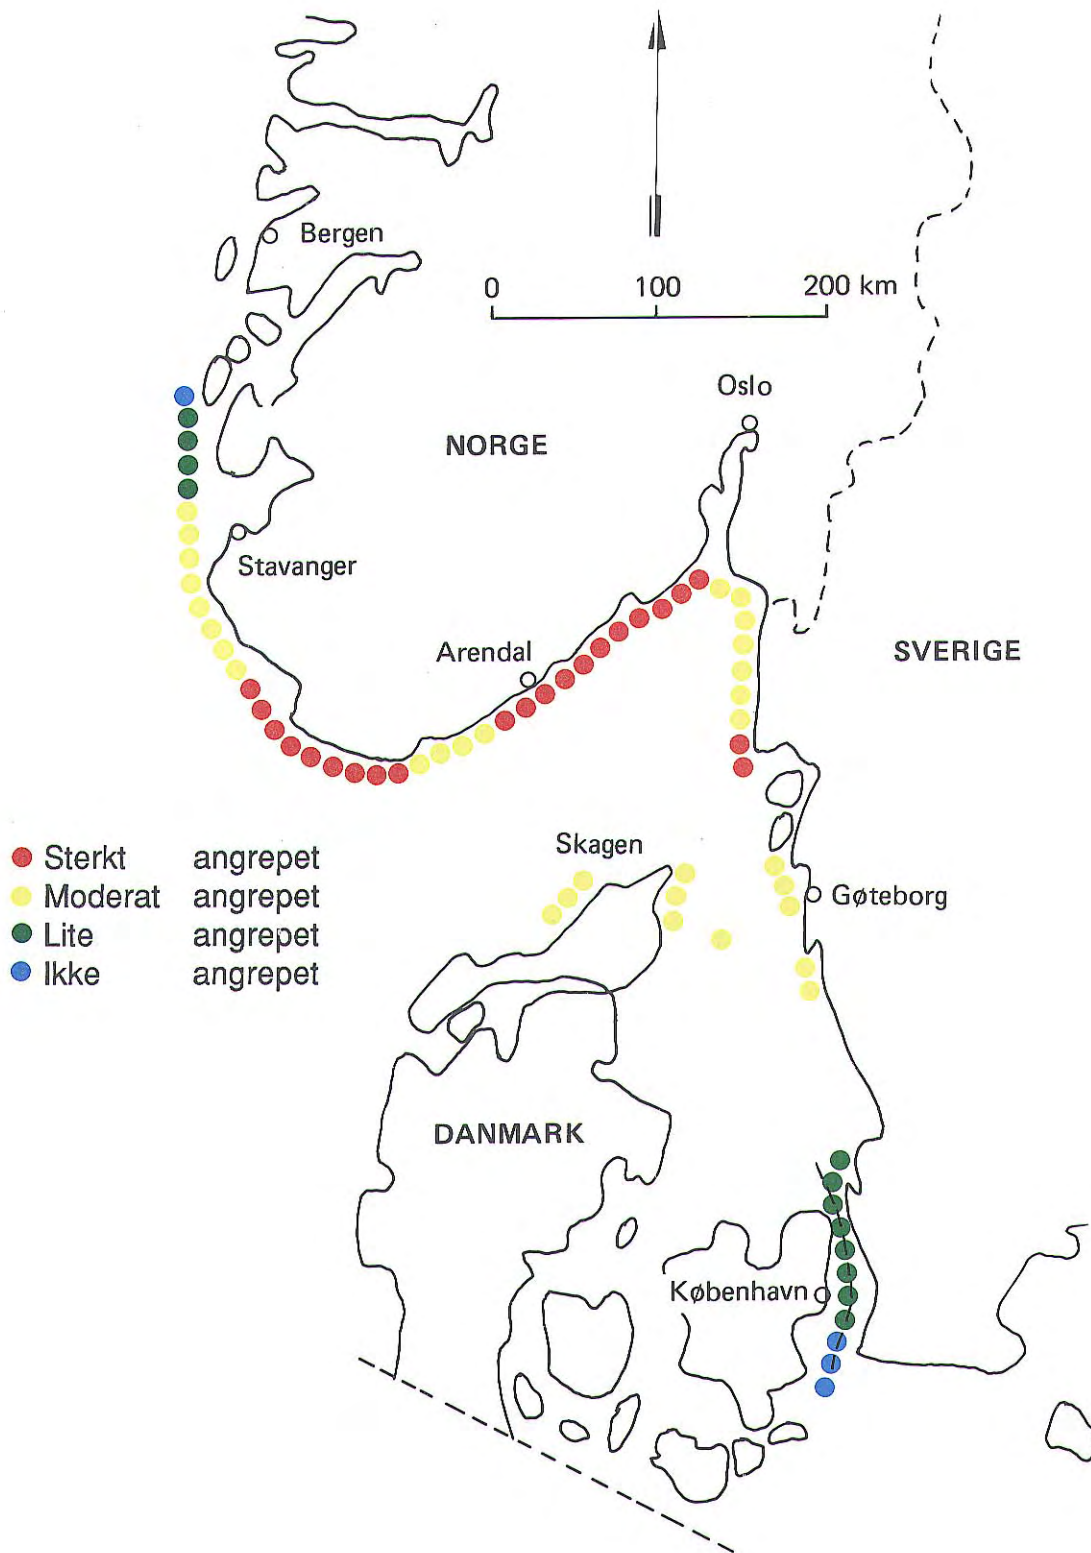 Bergen
0 100 200 km
Oslo
NORGE
Stavanger
Arendal
SVERIGE
Skagen
Sterkt angrepet
Moderat angrepet
Lite angrepet
Ikke angrepet
Gøteborg
DANMARK
København